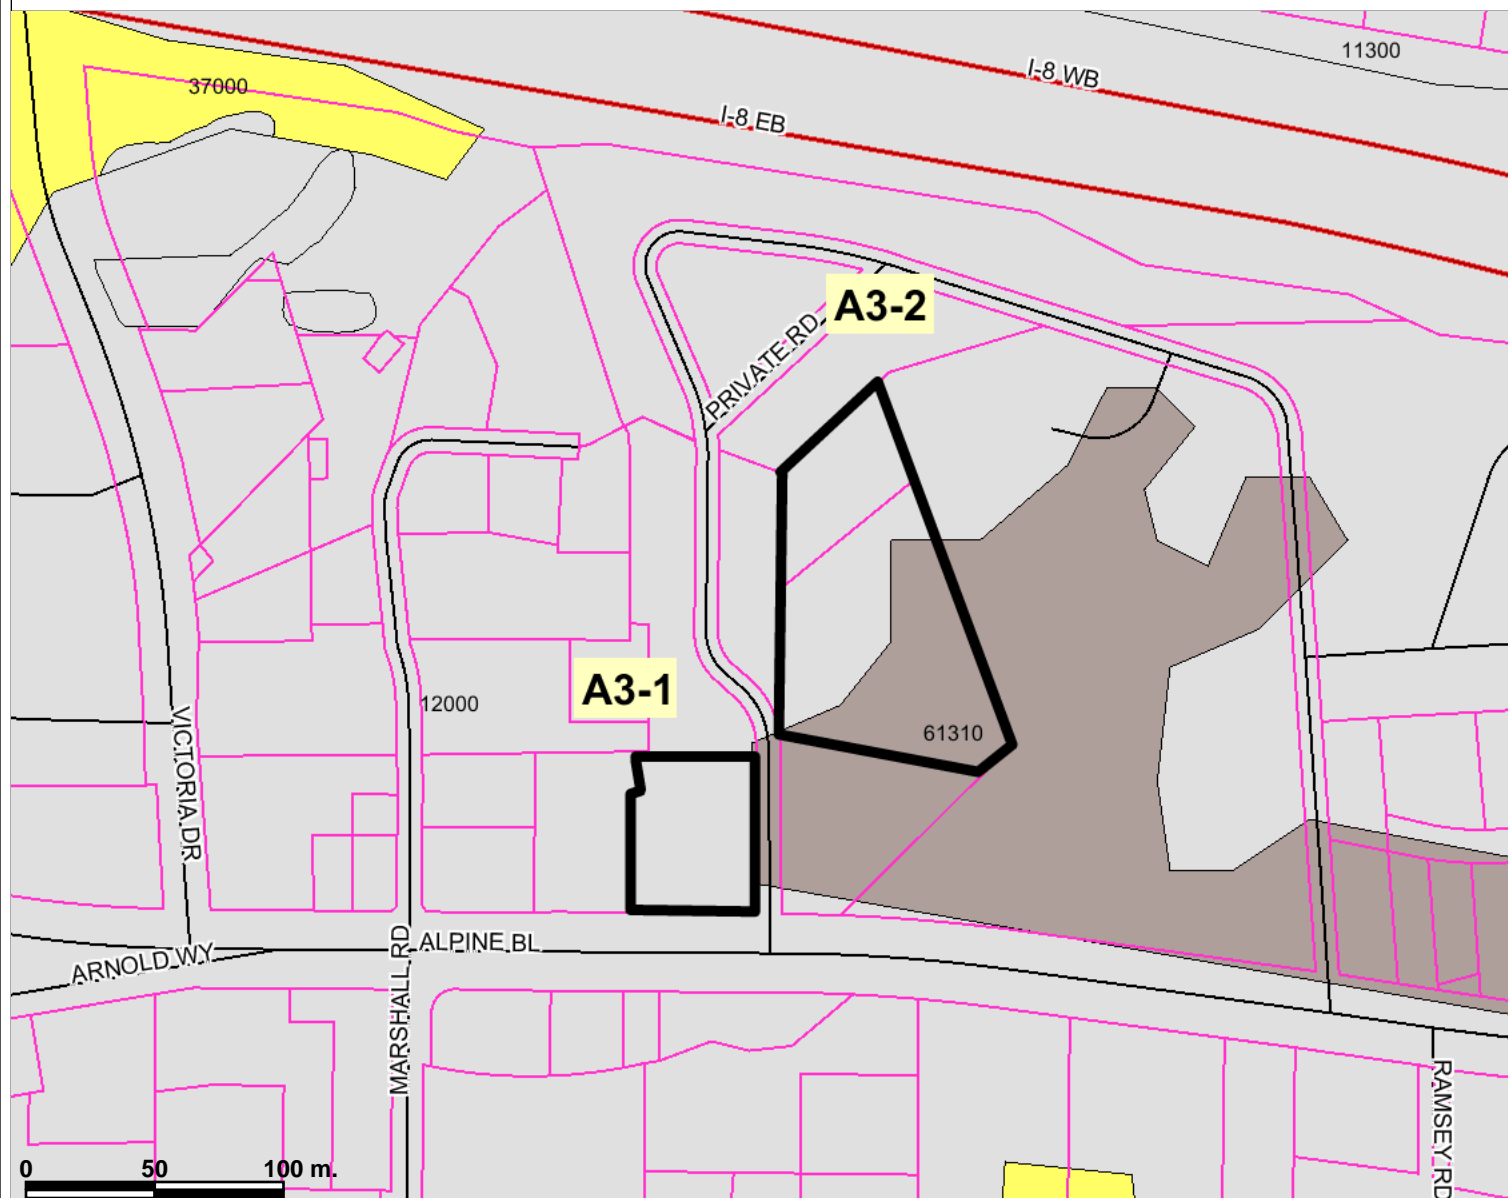 11300
I-8 WB
37000
I-8 EB
A3-2
PRIVATE RD
A3-1
12000
61310
VICTORIA DR
ALPINE BL
ARNOLD WY
MARSHALL RD
RAMSEY RD
0 50 100 m.